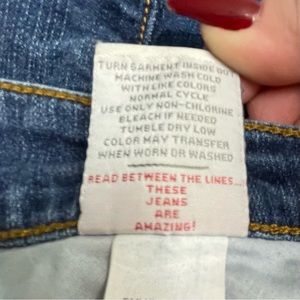 TURN GARMENT INSIDE OUT
MACHINE WASH COLD
WITH LIKE COLORS
NORMAL CYCLE
USE ONLY NON-CHLORINE
BLEACH IF NEEDED
TUMBLE DRY LOW
COLOR MAY TRANSFER
WHEN WORN OR WASHED
READ BETWEEN THE LINES...
THESE
JEANS
ARE
AMAZING!